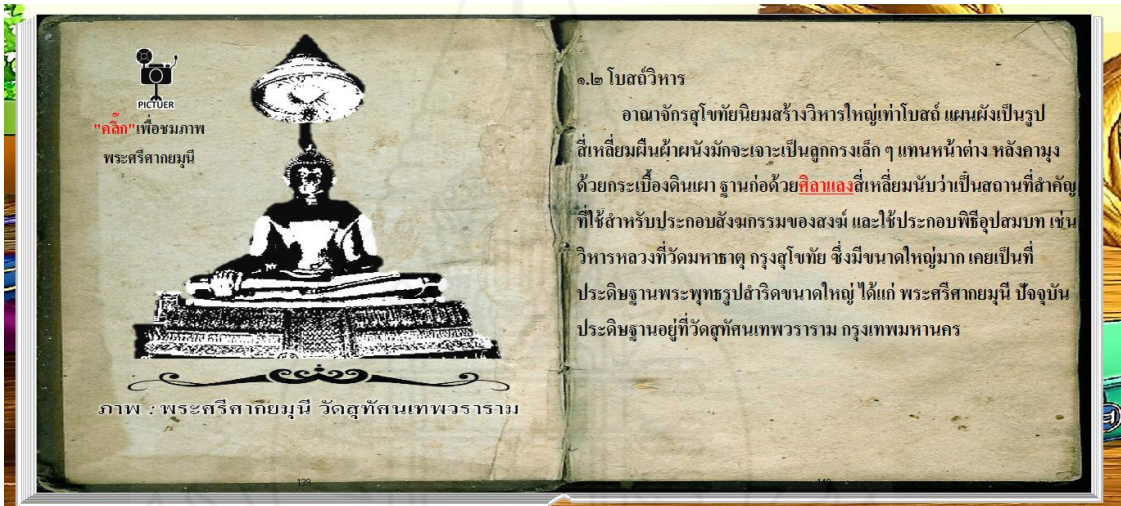 PICTUER
"คลิ๊ก"เพื่อชมภาพ
พระศรีศากยมุนี
ภาพ : พระศรีศากยมุนี วัดสุทัศนเทพวราราม
139
๑.๒ โบสถ์วิหาร
อาณาจักรสุโขทัยนิยมสร้างวิหารใหญ่เท่าโบสถ์ แผนผังเป็นรูป
สี่เหลี่ยมผืนผ้าผนังมักจะเจาะเป็นลูกกรงเล็ก ๆ แทนหน้าต่าง หลังคามุง
ด้วยกระเบื้องดินเผา ฐานก่อด้วยศิลาแลงสี่เหลี่ยมนับว่าเป็นสถานที่สำคัญ
ที่ใช้สำหรับประกอบสังฆกรรมของสงฆ์ และใช้ประกอบพิธีอุปสมบท เช่น
วิหารหลวงที่วัดมหาธาตุ กรุงสุโขทัย ซึ่งมีขนาดใหญ่มาก เคยเป็นที่
ประดิษฐานพระพุทธรูปสำริดขนาดใหญ่ ได้แก่ พระศรีศากยมุนี ปัจจุบัน
ประดิษฐานอยู่ที่วัดสุทัศนเทพวราราม กรุงเทพมหานคร
140